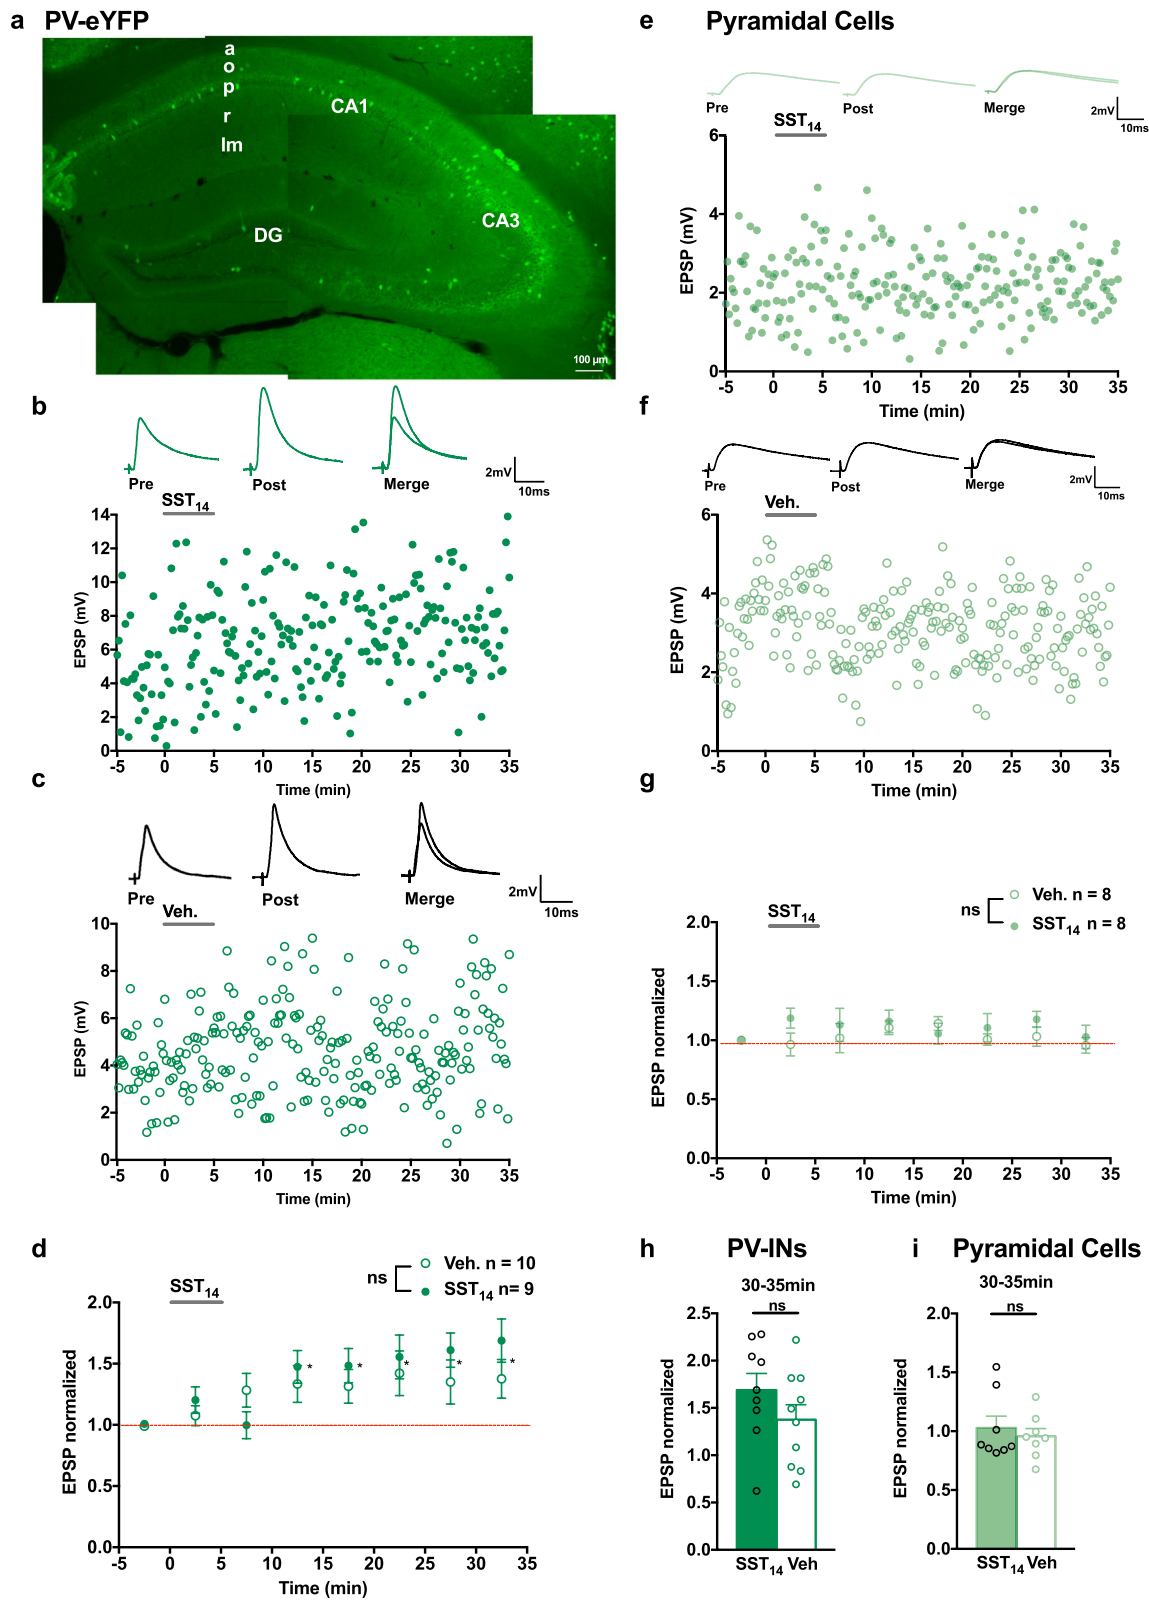 a PV-eYFP
a
o
p
r
lm
CA1
CA3
DG
100 µm
b
Pre
Post
Merge
2mV
10ms
SST14
14
12
10
8
6
4
2
0
EPSP (mV)
-5 0 5 10 15 20 25 30 35
Time (min)
c
Pre
Post
Merge
2mV
10ms
Veh.
10
8
6
4
2
0
EPSP (mV)
-5 0 5 10 15 20 25 30 35
Time (min)
d
ns
Veh. n = 10
SST14 n= 9
SST14
2.0
1.5
1.0
0.5
0.0
EPSP normalized
* * * * *
-5 0 5 10 15 20 25 30 35
Time (min)
e Pyramidal Cells
Pre
Post
Merge
2mV
10ms
SST14
6
4
2
0
EPSP (mV)
-5 0 5 10 15 20 25 30 35
Time (min)
f
Pre
Post
Merge
2mV
10ms
Veh.
6
4
2
0
EPSP (mV)
-5 0 5 10 15 20 25 30 35
Time (min)
g
ns
Veh. n = 8
SST14 n = 8
SST14
2.0
1.5
1.0
0.5
0.0
EPSP normalized
-5 0 5 10 15 20 25 30 35
Time (min)
h PV-INs
30-35min
ns
2.5
2.0
1.5
1.0
0.5
0.0
EPSP normalized
SST14 Veh
i Pyramidal Cells
30-35min
ns
2.0
1.5
1.0
0.5
0.0
EPSP normalized
SST14 Veh